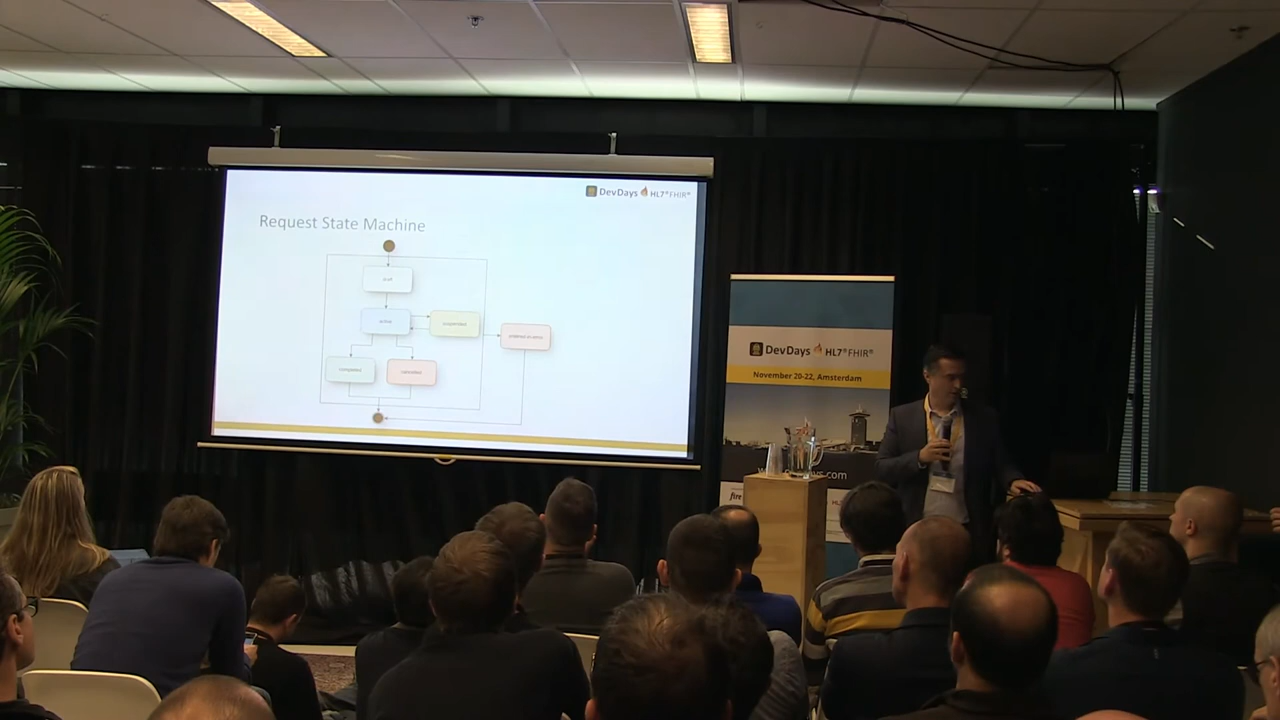 DevDays HL7®FHIR®
Request State Machine
draft
active
suspended
entered in error
completed
cancelled
DevDays HL7®FHIR®
November 20-22, Amsterdam
fire